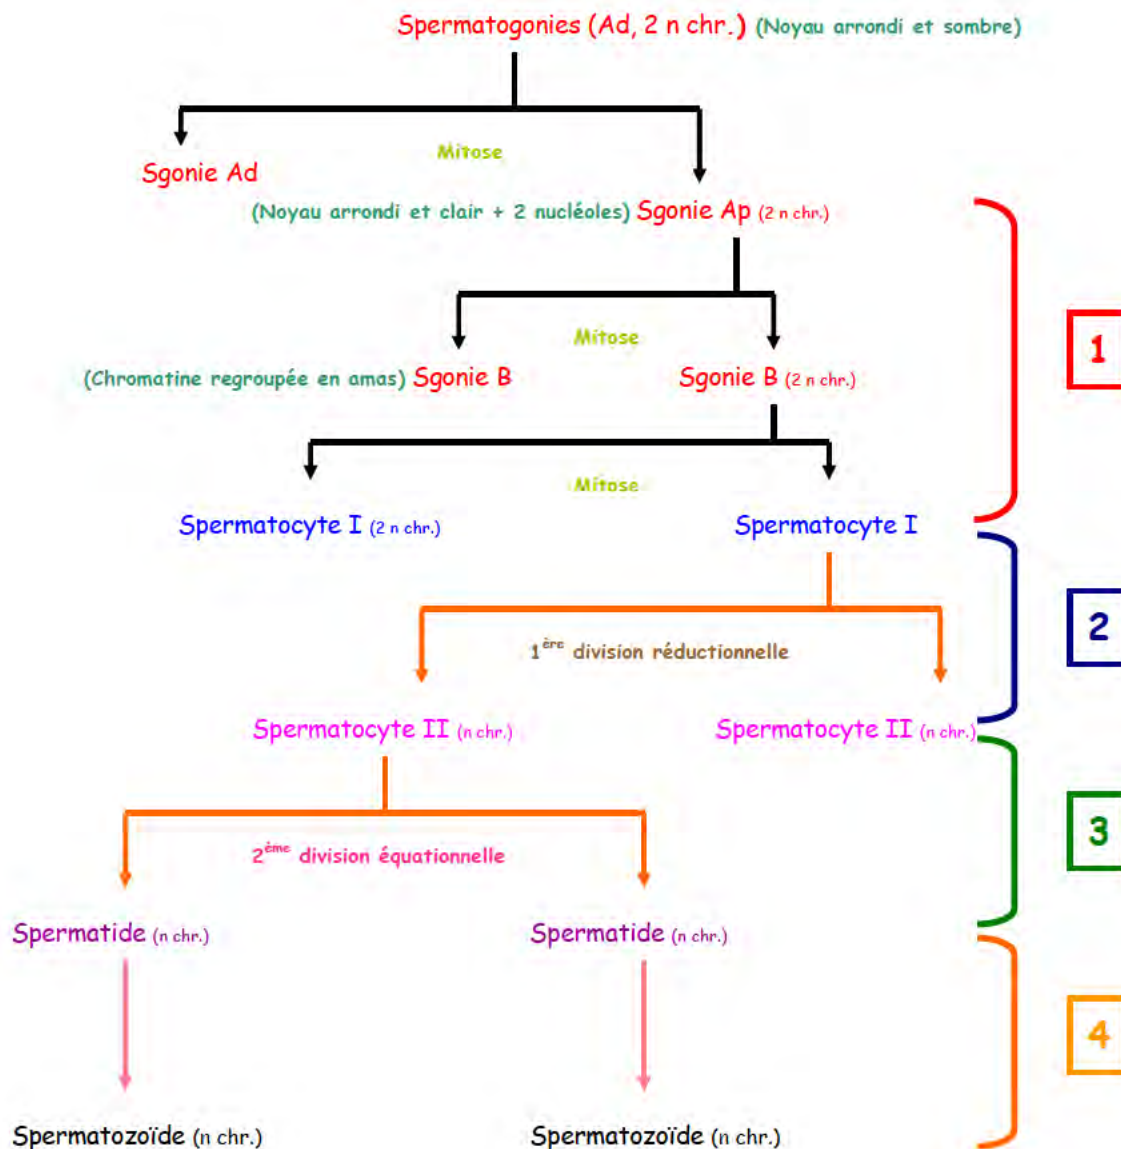 Spermatogonies (Ad, 2 n chr.) (Noyau arrondi et sombre)
Mitose
Sgonie Ad
(Noyau arrondi et clair + 2 nucléoles) Sgonie Ap (2 n chr.)
Mitose
1
(Chromatine regroupée en amas) Sgonie B Sgonie B (2 n chr.)
Mitose
Spermatocyte I (2 n chr.) Spermatocyte I
2
1ère division réductionnelle
Spermatocyte II (n chr.) Spermatocyte II (n chr.)
3
2ème division équationnelle
Spermatide (n chr.) Spermatide (n chr.)
4
Spermatozoïde (n chr.) Spermatozoïde (n chr.)